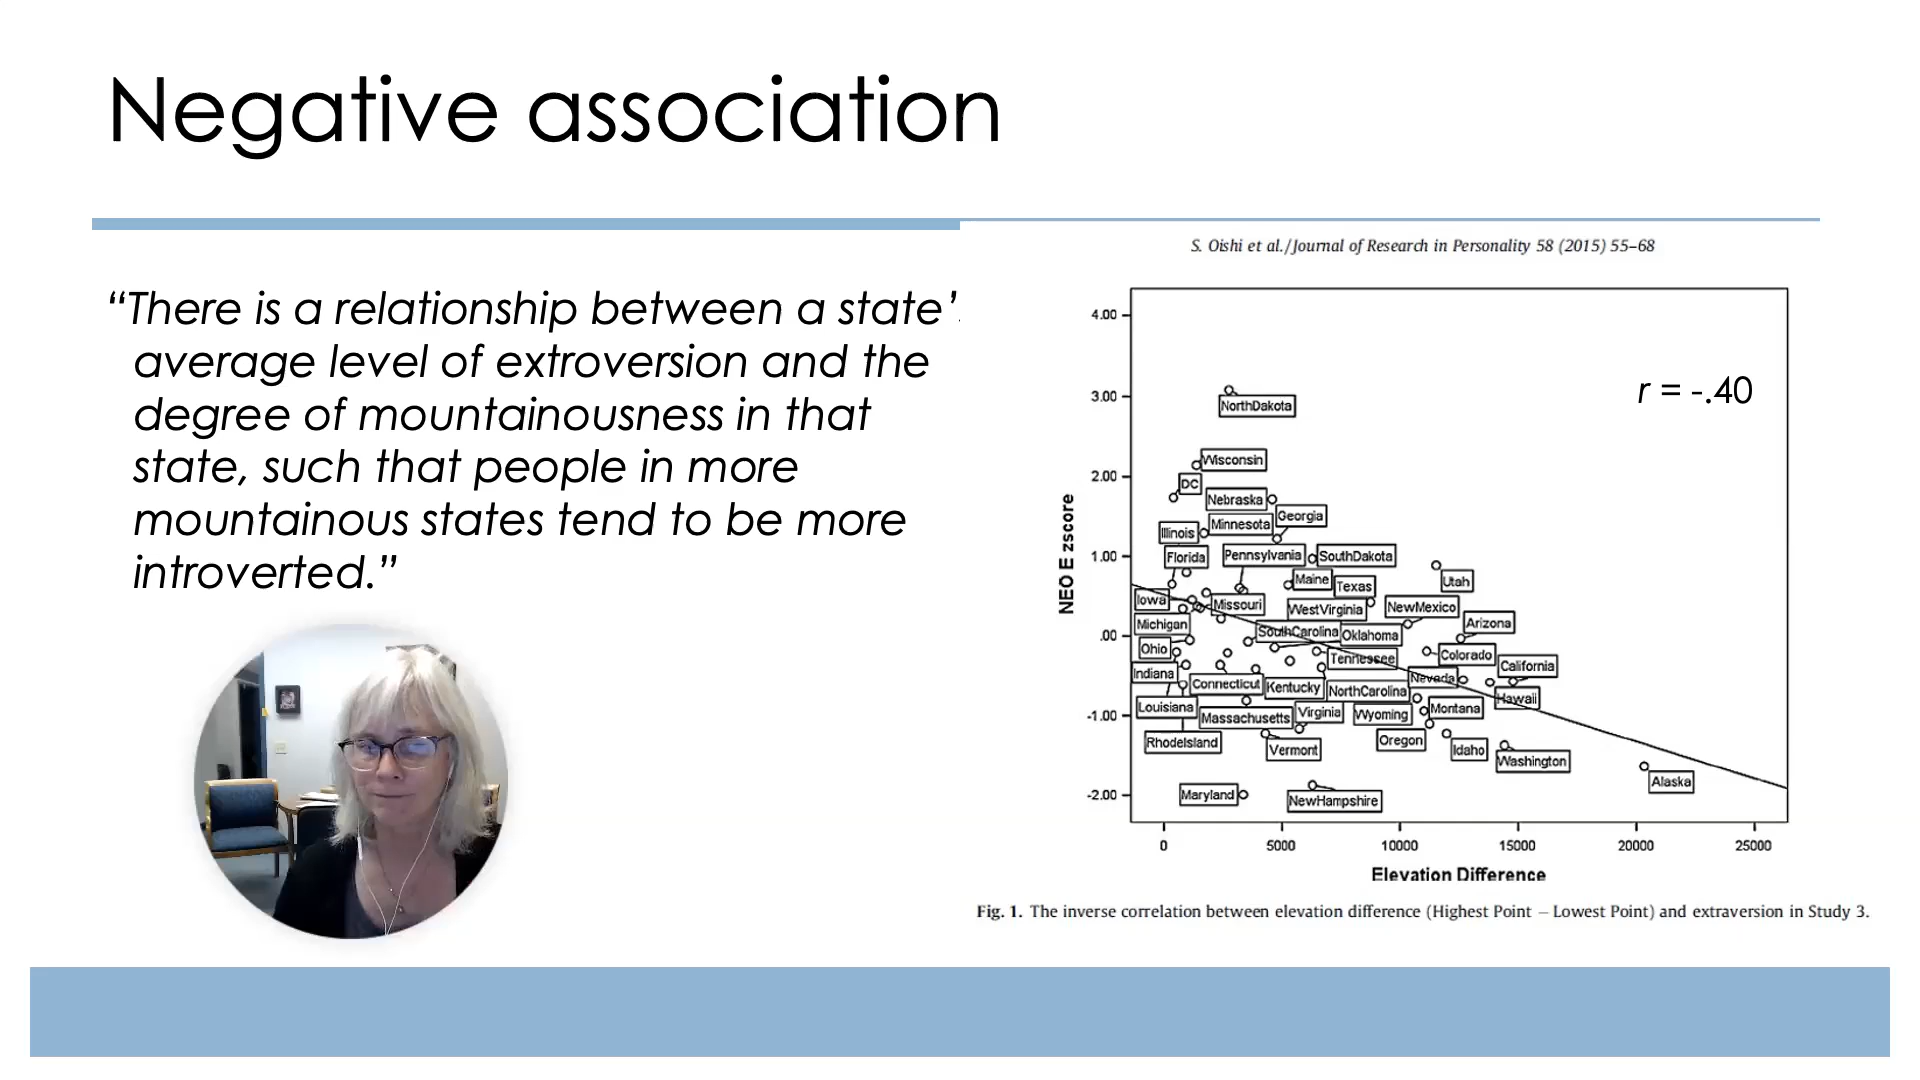 Negative association
“There is a relationship between a state’
average level of extroversion and the
degree of mountainousness in that
state, such that people in more
mountainous states tend to be more
introverted.”
S. Oishi et al./Journal of Research in Personality 58 (2015) 55–68
r = -.40
NEO E zscore
4.00
3.00
2.00
1.00
.00
-1.00
-2.00
NorthDakota
Wisconsin
DC
Nebraska
Georgia
Illinois
Minnesota
Florida
Pennsylvania
SouthDakota
Maine
Texas
Utah
Iowa
Missouri
WestVirginia
NewMexico
Michigan
SouthCarolina
Oklahoma
Arizona
Ohio
Tennessee
Colorado
California
Indiana
Connecticut
Kentucky
NorthCarolina
Nevada
Hawaii
Louisiana
Massachusetts
Virginia
Wyoming
Montana
RhodeIsland
Vermont
Oregon
Idaho
Washington
Alaska
Maryland
NewHampshire
0 5000 10000 15000 20000 25000
Elevation Difference
Fig. 1. The inverse correlation between elevation difference (Highest Point – Lowest Point) and extraversion in Study 3.